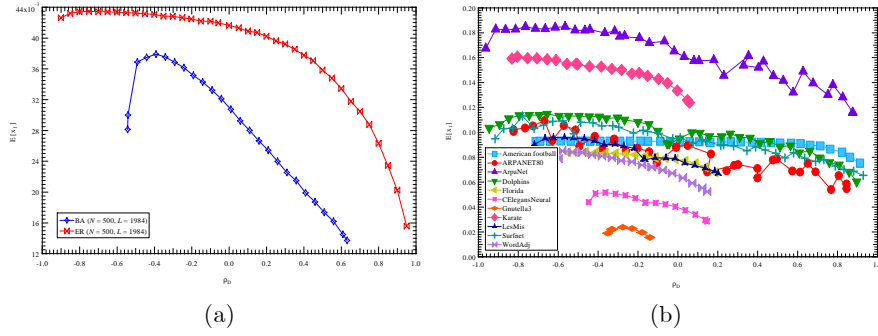 44x10⁻³
40
36
32
28
24
20
16
12
E[x₁]
BA (N = 500, L = 1984)
ER (N = 500, L = 1984)
-1.0 -0.8 -0.6 -0.4 -0.2 0.0 0.2 0.4 0.6 0.8 1.0
ρD
(a)
0.20
0.18
0.16
0.14
0.12
0.10
0.08
0.06
0.04
0.02
0.00
E[x₁]
American football
ARPANET80
ArpaNet
Dolphins
Florida
CElegansNeural
Gnutella3
Karate
LesMis
Surfnet
WordAdj
-1.0 -0.8 -0.6 -0.4 -0.2 0.0 0.2 0.4 0.6 0.8 1.0
ρD
(b)